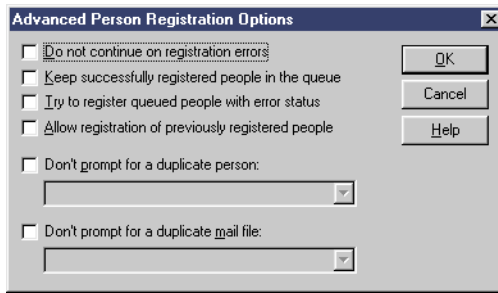 Advanced Person Registration Options
Do not continue on registration errors
Keep successfully registered people in the queue
Try to register queued people with error status
Allow registration of previously registered people
Don't prompt for a duplicate person:
Don't prompt for a duplicate mail file:
OK
Cancel
Help